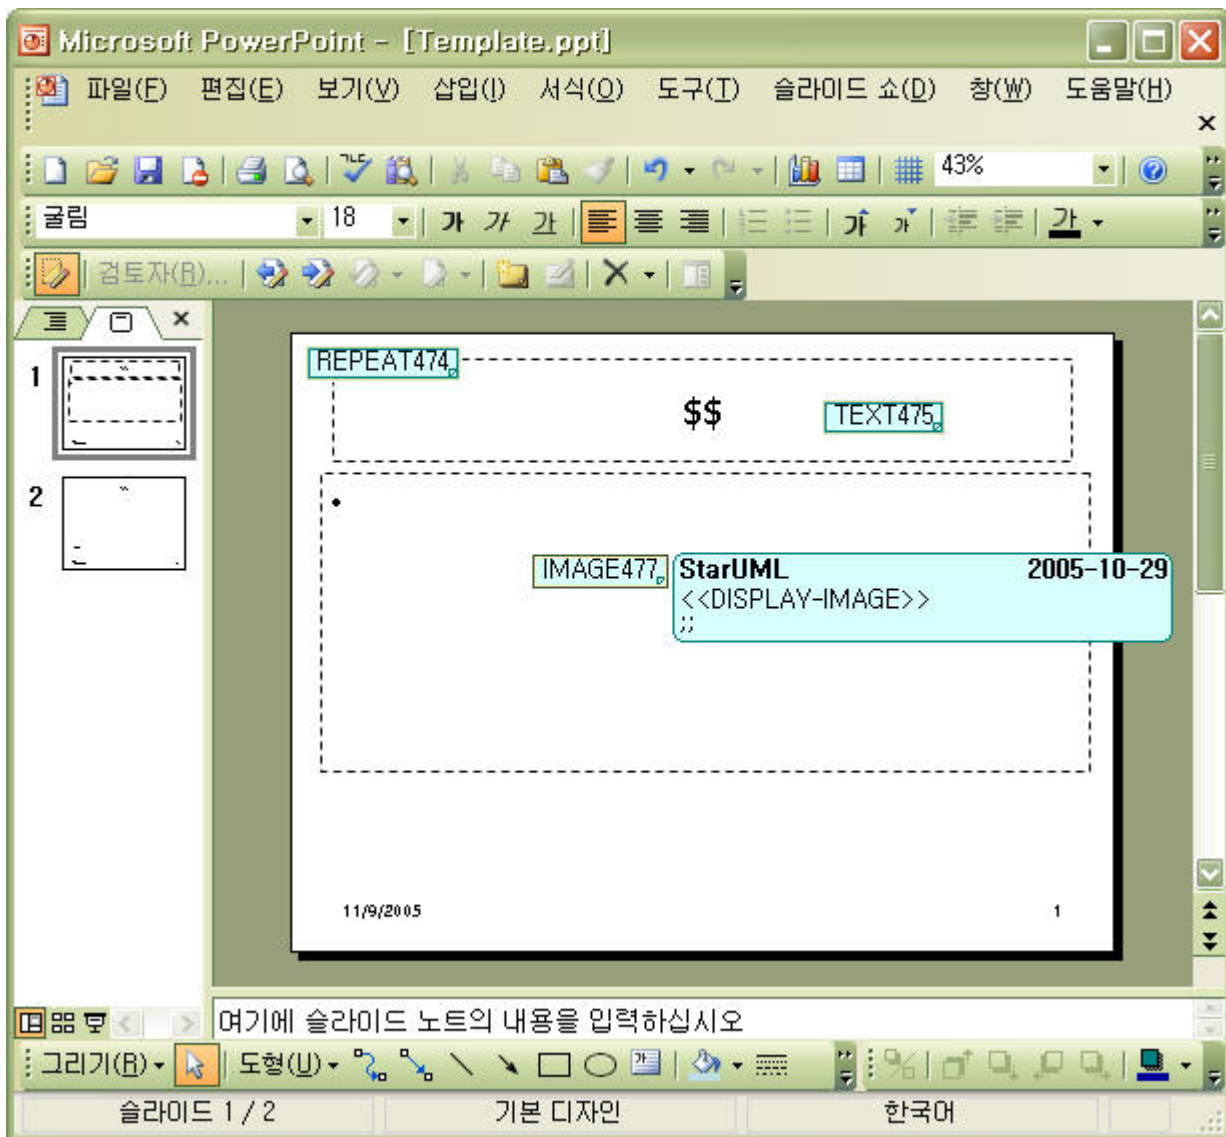 Microsoft PowerPoint - [Template.ppt]
파일(F) 편집(E) 보기(V) 삽입(I) 서식(O) 도구(T) 슬라이드 쇼(D) 창(W) 도움말(H)
43%
굴림 18 가 가 가 가 가 가
검토자(R)...
1
2
REPEAT474
$$ TEXT475
•
IMAGE477 StarUML 2005-10-29
<<DISPLAY-IMAGE>>
;;
11/9/2005 1
여기에 슬라이드 노트의 내용을 입력하십시오
그리기(R) 도형(U)
슬라이드 1 / 2 기본 디자인 한국어